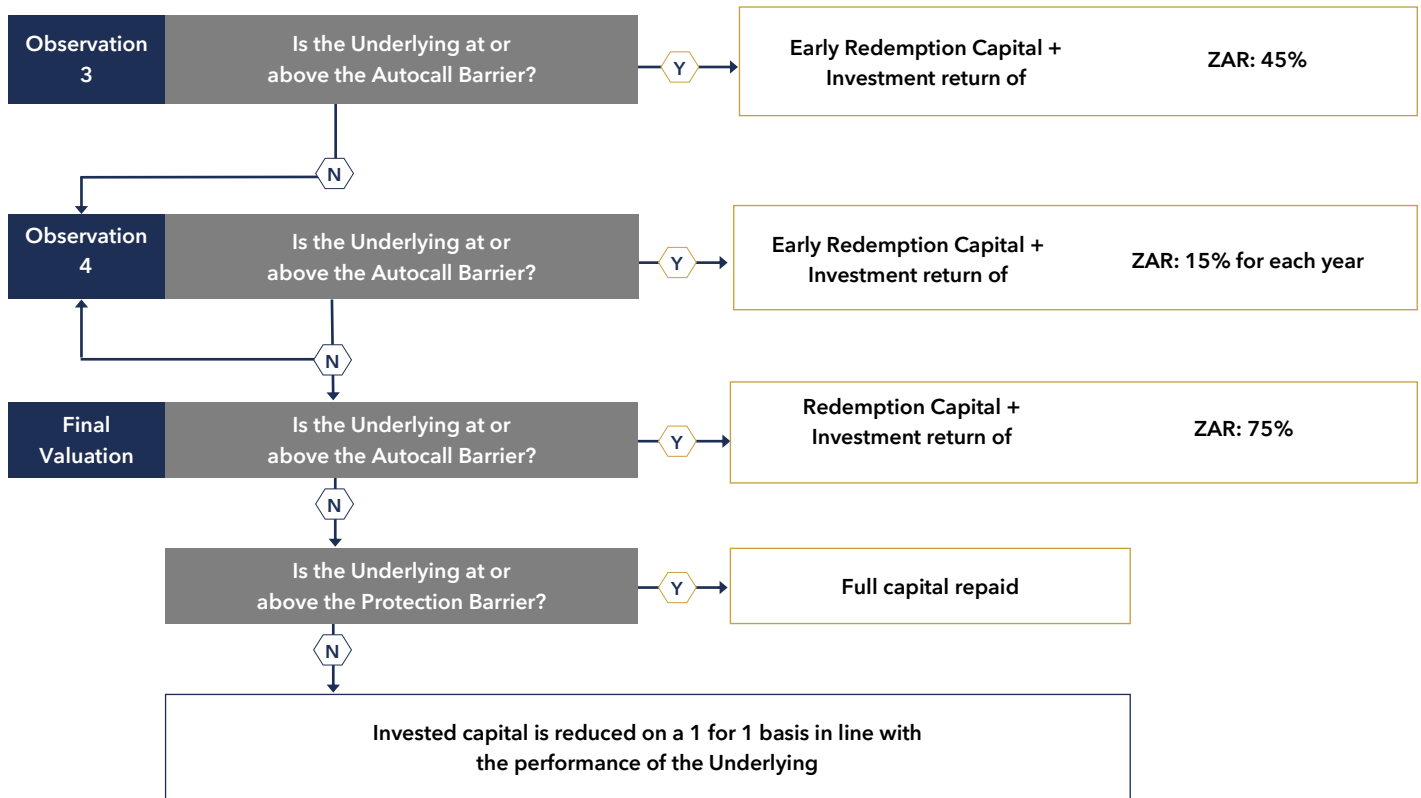 Observation
3
Is the Underlying at or
above the Autocall Barrier?
Y
Early Redemption Capital +
Investment return of
ZAR: 45%
N
Observation
4
Is the Underlying at or
above the Autocall Barrier?
Y
Early Redemption Capital +
Investment return of
ZAR: 15% for each year
N
Final
Valuation
Is the Underlying at or
above the Autocall Barrier?
Y
Redemption Capital +
Investment return of
ZAR: 75%
N
Is the Underlying at or
above the Protection Barrier?
Y
Full capital repaid
N
Invested capital is reduced on a 1 for 1 basis in line with
the performance of the Underlying